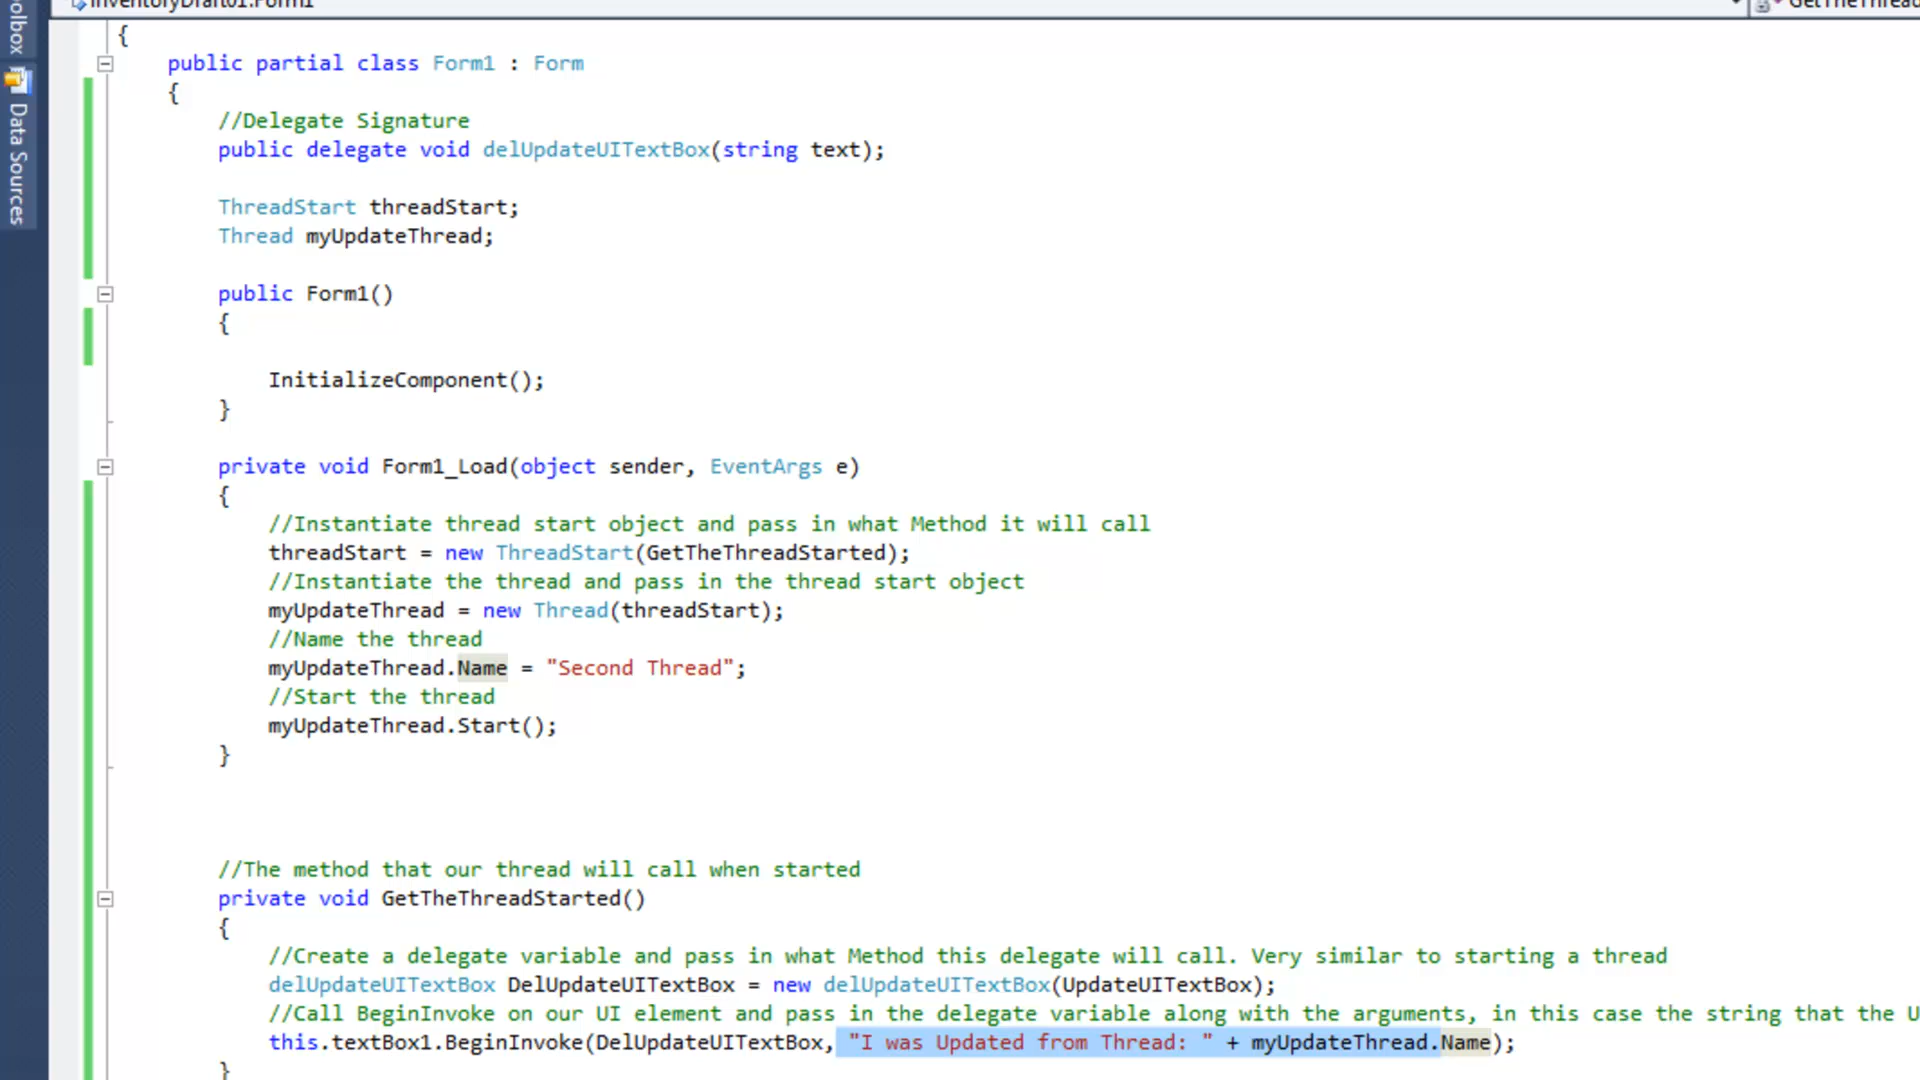 InventoryDraft01.Form1
GetTheThread
olbox
Data Sources
{
public partial class Form1 : Form
{
//Delegate Signature
public delegate void delUpdateUITextBox(string text);
ThreadStart threadStart;
Thread myUpdateThread;
public Form1()
{
InitializeComponent();
}
private void Form1_Load(object sender, EventArgs e)
{
//Instantiate thread start object and pass in what Method it will call
threadStart = new ThreadStart(GetTheThreadStarted);
//Instantiate the thread and pass in the thread start object
myUpdateThread = new Thread(threadStart);
//Name the thread
myUpdateThread.Name = "Second Thread";
//Start the thread
myUpdateThread.Start();
}
//The method that our thread will call when started
private void GetTheThreadStarted()
{
//Create a delegate variable and pass in what Method this delegate will call. Very similar to starting a thread
delUpdateUITextBox DelUpdateUITextBox = new delUpdateUITextBox(UpdateUITextBox);
//Call BeginInvoke on our UI element and pass in the delegate variable along with the arguments, in this case the string that the U
this.textBox1.BeginInvoke(DelUpdateUITextBox, "I was Updated from Thread: " + myUpdateThread.Name);
}